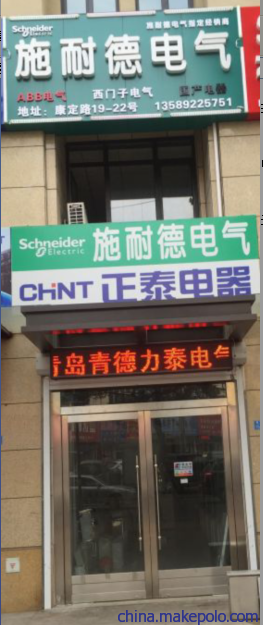 Schneider Electric 施耐德电气指定经销商
施耐德电气
ABB电气 西门子电气 国产电器
地址：康定路19-22号 13589225751
Schneider Electric 施耐德电气
CHNT 正泰电器
青岛青德力泰电气
china.makepolo.com